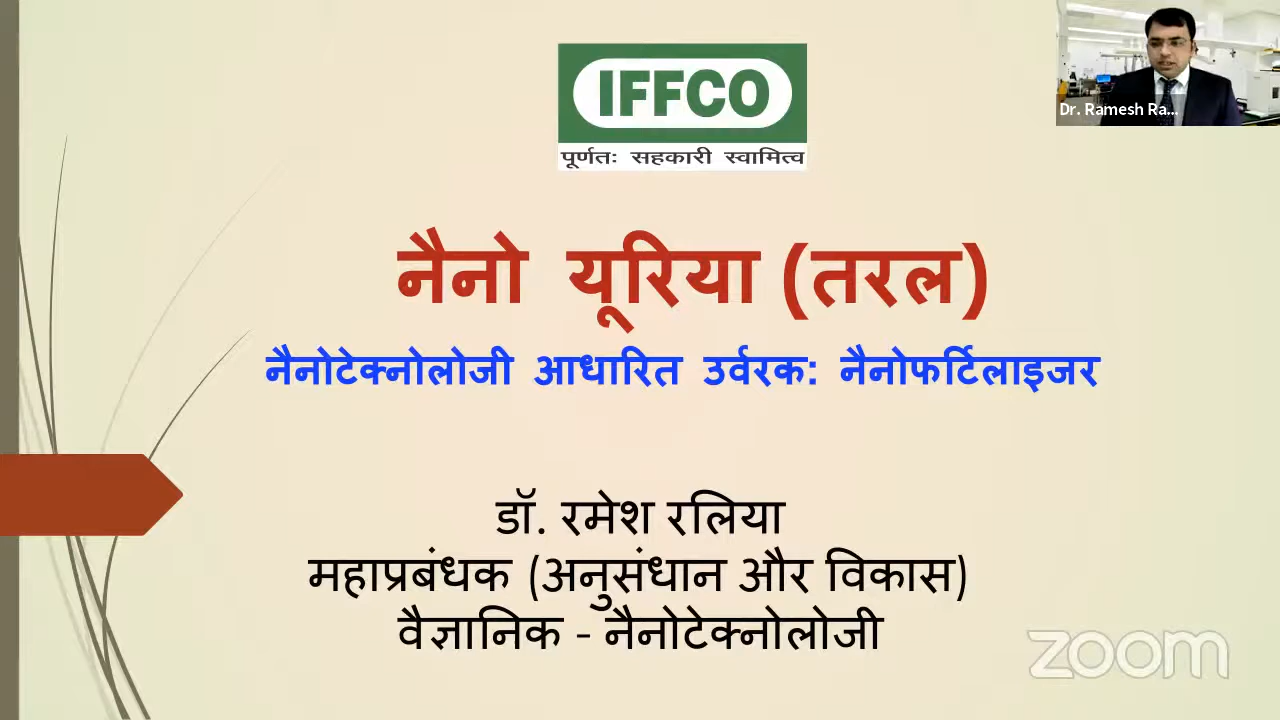 IFFCO
पूर्णतः सहकारी स्वामित्व
Dr. Ramesh Ra...
नैनो यूरिया (तरल)
नैनोटेक्नोलोजी आधारित उर्वरक: नैनोफर्टिलाइजर
डॉ. रमेश रलिया
महाप्रबंधक (अनुसंधान और विकास)
वैज्ञानिक - नैनोटेक्नोलोजी
zoom